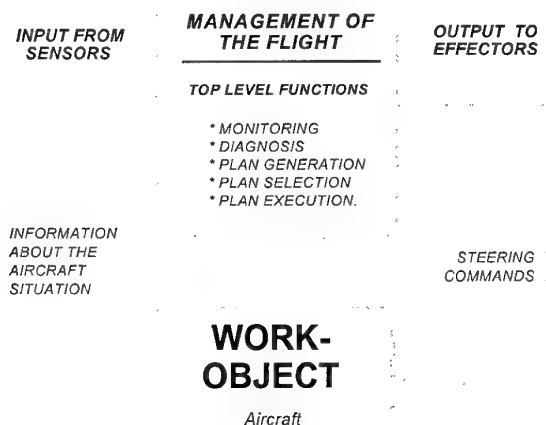 INPUT FROM
SENSORS
MANAGEMENT OF
THE FLIGHT
OUTPUT TO
EFFECTORS
TOP LEVEL FUNCTIONS
* MONITORING
* DIAGNOSIS
* PLAN GENERATION
* PLAN SELECTION
* PLAN EXECUTION.
INFORMATION
ABOUT THE
AIRCRAFT
SITUATION
STEERING
COMMANDS
WORK-
OBJECT
Aircraft